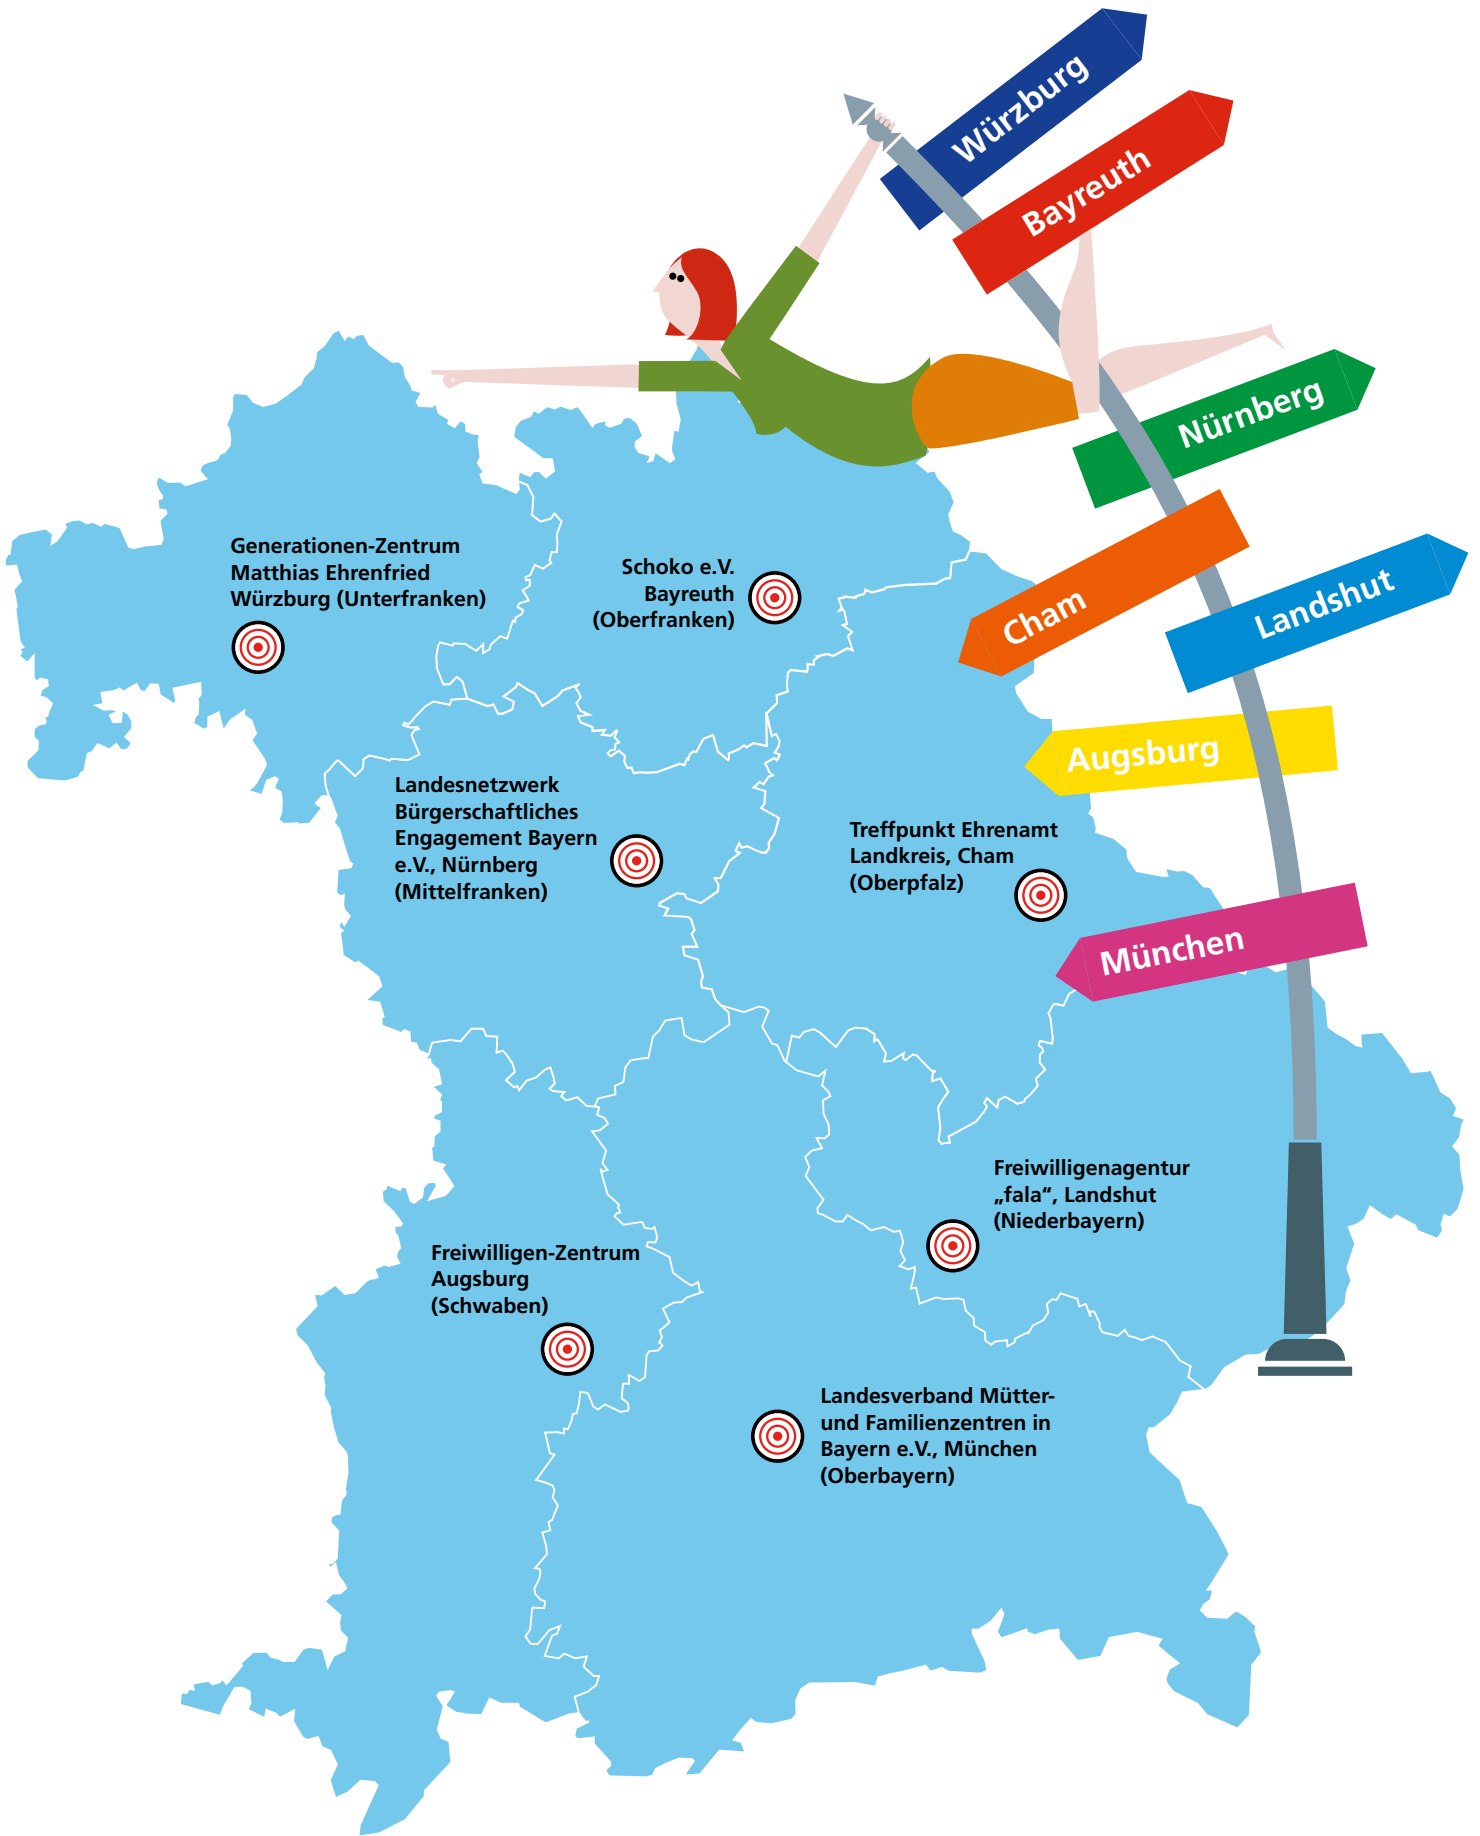 Würzburg
Bayreuth
Nürnberg
Cham
Landshut
Augsburg
München
Generationen-Zentrum
Matthias Ehrenfried
Würzburg (Unterfranken)
Schoko e.V.
Bayreuth
(Oberfranken)
Landesnetzwerk
Bürgerschaftliches
Engagement Bayern
e.V., Nürnberg
(Mittelfranken)
Treffpunkt Ehrenamt
Landkreis, Cham
(Oberpfalz)
Freiwilligenagentur
„fala“, Landshut
(Niederbayern)
Freiwilligen-Zentrum
Augsburg
(Schwaben)
Landesverband Mütter-
und Familienzentren in
Bayern e.V., München
(Oberbayern)